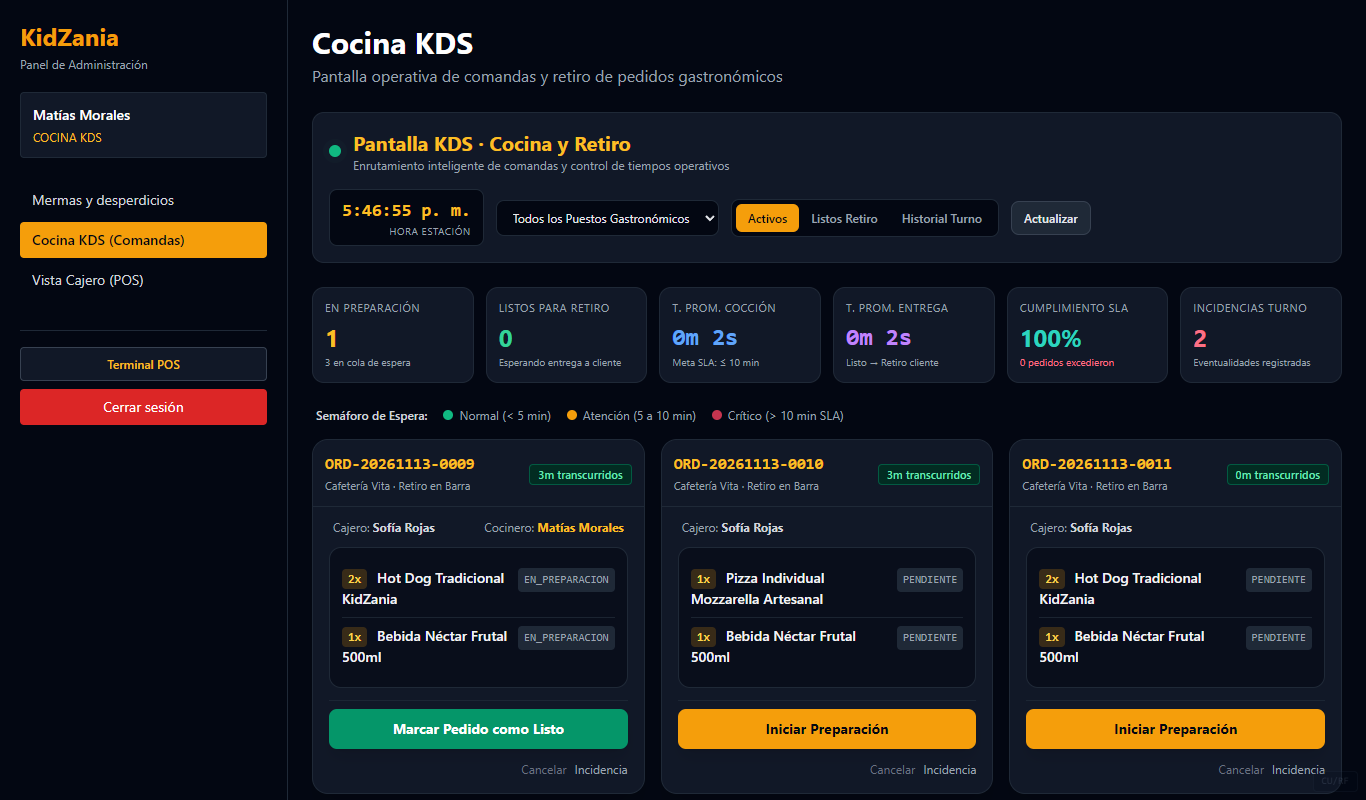 KidZania
Panel de Administración
Matías Morales
COCINA KDS
Mermas y desperdicios
Cocina KDS (Comandas)
Vista Cajero (POS)
Terminal POS
Cerrar sesión
Cocina KDS
Pantalla operativa de comandas y retiro de pedidos gastronómicos
Pantalla KDS · Cocina y Retiro
Enrutamiento inteligente de comandas y control de tiempos operativos
5:46:55 p. m.
HORA ESTACIÓN
Todos los Puestos Gastronómicos
Activos
Listos Retiro
Historial Turno
Actualizar
EN PREPARACIÓN
1
3 en cola de espera
LISTOS PARA RETIRO
0
Esperando entrega a cliente
T. PROM. COCCIÓN
0m 2s
Meta SLA: ≤ 10 min
T. PROM. ENTREGA
0m 2s
Listo → Retiro cliente
CUMPLIMIENTO SLA
100%
0 pedidos excedieron
INCIDENCIAS TURNO
2
Eventualidades registradas
Semáforo de Espera:
Normal (< 5 min)
Atención (5 a 10 min)
Crítico (> 10 min SLA)
ORD-20261113-0009
Cafetería Vita · Retiro en Barra
3m transcurridos
Cajero: Sofía Rojas
Cocinero: Matías Morales
2x Hot Dog Tradicional
KidZania
EN_PREPARACION
1x Bebida Néctar Frutal
500ml
EN_PREPARACION
Marcar Pedido como Listo
Cancelar
Incidencia
ORD-20261113-0010
Cafetería Vita · Retiro en Barra
3m transcurridos
Cajero: Sofía Rojas
1x Pizza Individual
Mozzarella Artesanal
PENDIENTE
1x Bebida Néctar Frutal
500ml
PENDIENTE
Iniciar Preparación
Cancelar
Incidencia
ORD-20261113-0011
Cafetería Vita · Retiro en Barra
0m transcurridos
Cajero: Sofía Rojas
2x Hot Dog Tradicional
KidZania
PENDIENTE
1x Bebida Néctar Frutal
500ml
PENDIENTE
Iniciar Preparación
Cancelar
Incidencia